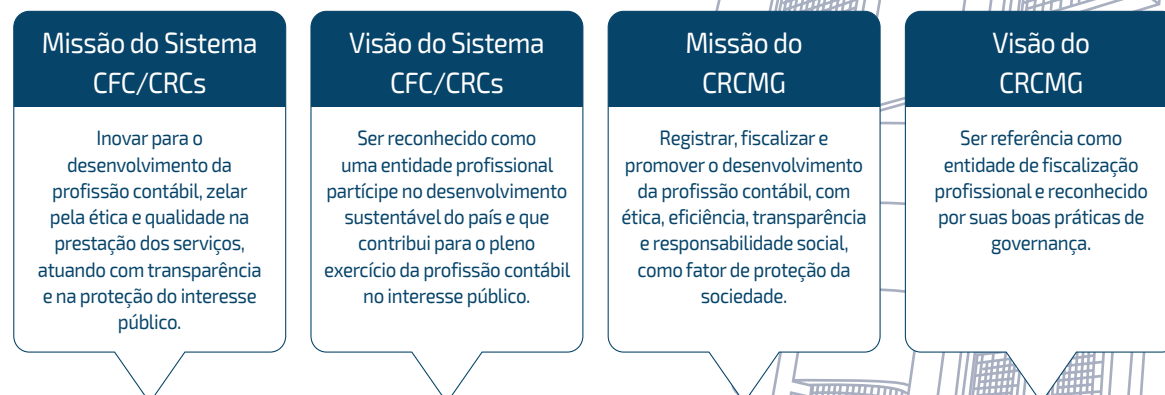 Missão do Sistema
CFC/CRCs
Inovar para o
desenvolvimento da
profissão contábil, zelar
pela ética e qualidade na
prestação dos serviços,
atuando com transparência
e na proteção do interesse
público.
Visão do Sistema
CFC/CRCs
Ser reconhecido como
uma entidade profissional
partícipe no desenvolvimento
sustentável do país e que
contribui para o pleno
exercício da profissão contábil
no interesse público.
Missão do
CRCMG
Registrar, fiscalizar e
promover o desenvolvimento
da profissão contábil, com
ética, eficiência, transparência
e responsabilidade social,
como fator de proteção da
sociedade.
Visão do
CRCMG
Ser referência como
entidade de fiscalização
profissional e reconhecido
por suas boas práticas de
governança.